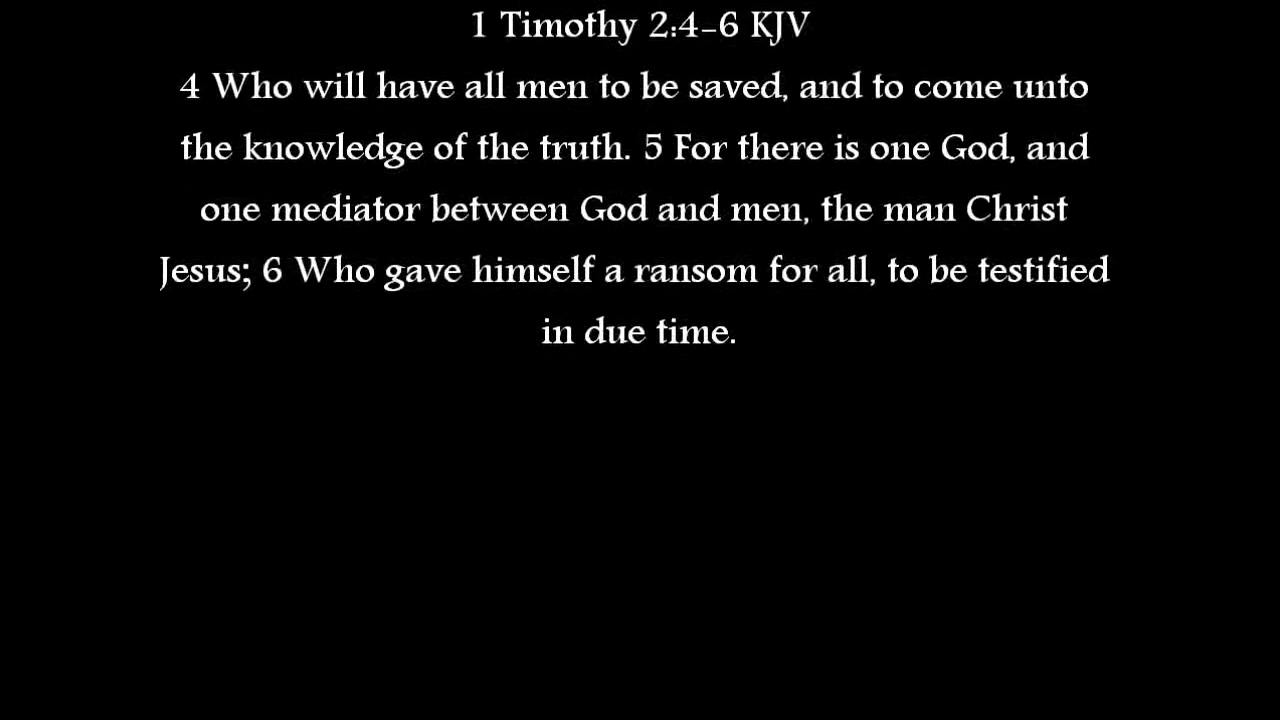 1 Timothy 2:4-6 KJV
4 Who will have all men to be saved, and to come unto
the knowledge of the truth. 5 For there is one God, and
one mediator between God and men, the man Christ
Jesus; 6 Who gave himself a ransom for all, to be testified
in due time.